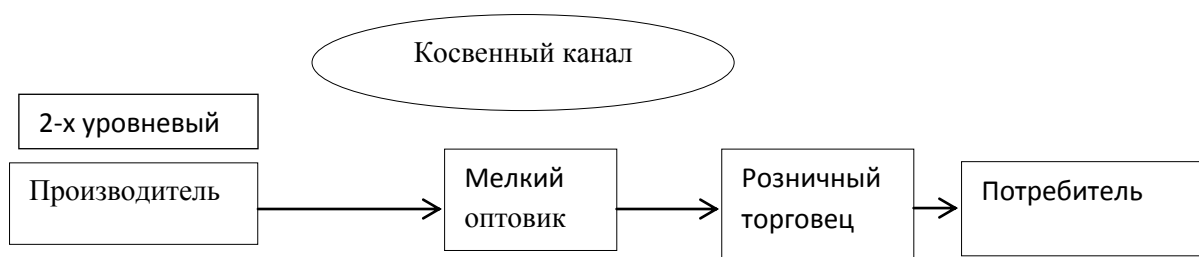 Косвенный канал
2-х уровневый
Производитель
Мелкий
оптовик
Розничный
торговец
Потребитель